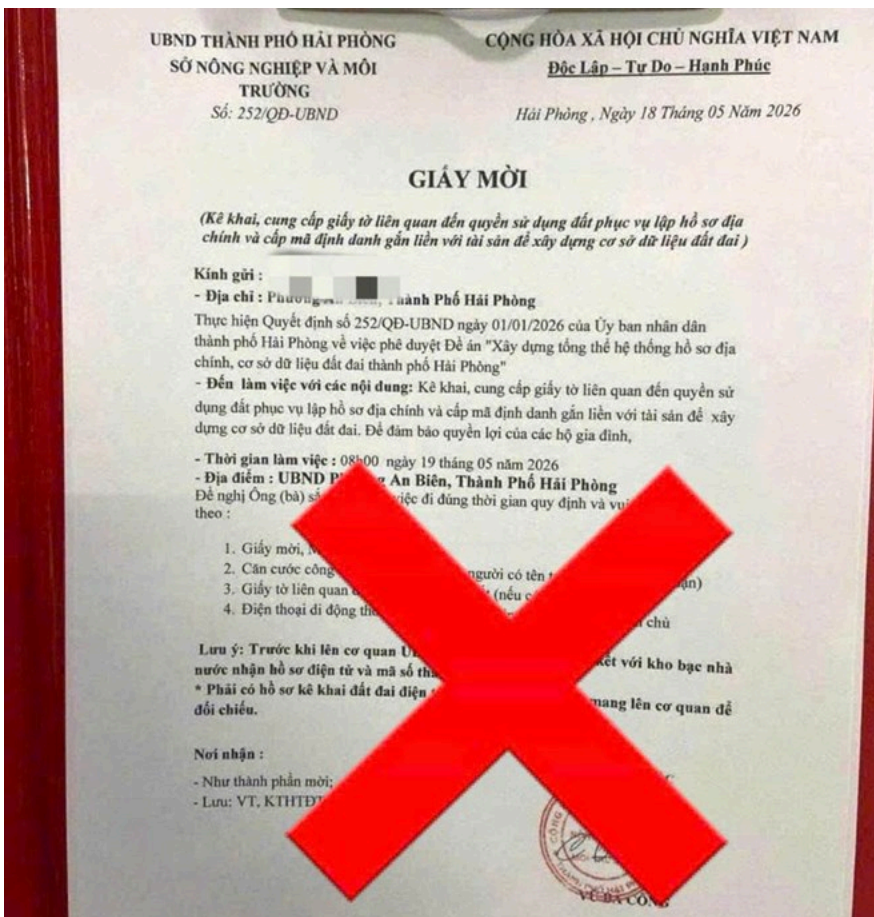 UBND THÀNH PHỐ HẢI PHÒNG
SỞ NÔNG NGHIỆP VÀ MÔI
TRƯỜNG
Số: 252/QĐ-UBND
CỘNG HÒA XÃ HỘI CHỦ NGHĨA VIỆT NAM
Độc Lập – Tự Do – Hạnh Phúc
Hải Phòng , Ngày 18 Tháng 05 Năm 2026
GIẤY MỜI
(Kê khai, cung cấp giấy tờ liên quan đến quyền sử dụng đất phục vụ lập hồ sơ địa
chính và cấp mã định danh gắn liền với tài sản để xây dựng cơ sở dữ liệu đất đai )
Kính gửi :
- Địa chỉ : Thành Phố Hải Phòng
Thực hiện Quyết định số 252/QĐ-UBND ngày 01/01/2026 của Ủy ban nhân dân
thành phố Hải Phòng về việc phê duyệt Đề án "Xây dựng tổng thể hệ thống hồ sơ địa
chính, cơ sở dữ liệu đất đai thành phố Hải Phòng"
- Đến làm việc với các nội dung: Kê khai, cung cấp giấy tờ liên quan đến quyền sử
dụng đất phục vụ lập hồ sơ địa chính và cấp mã định danh gắn liền với tài sản để xây
dựng cơ sở dữ liệu đất đai. Để đảm bảo quyền lợi của các hộ gia đình,
- Thời gian làm việc : 08h00 ngày 19 tháng 05 năm 2026
- Địa điểm : UBND An Biên, Thành Phố Hải Phòng
Đề nghị Ông (bà) việc đi đúng thời gian quy định và
theo :
1. Giấy mời,
2. Căn cước công người có tên
3. Giấy tờ liên quan (nếu
4. Điện thoại di động chủ
Lưu ý: Trước khi lên cơ quan kết với kho bạc nhà
nước nhận hồ sơ điện tử và mã số
* Phải có hồ sơ kê khai đất đai điện mang lên cơ quan để
đối chiếu.
Nơi nhận :
- Như thành phần mời;
- Lưu: VT,